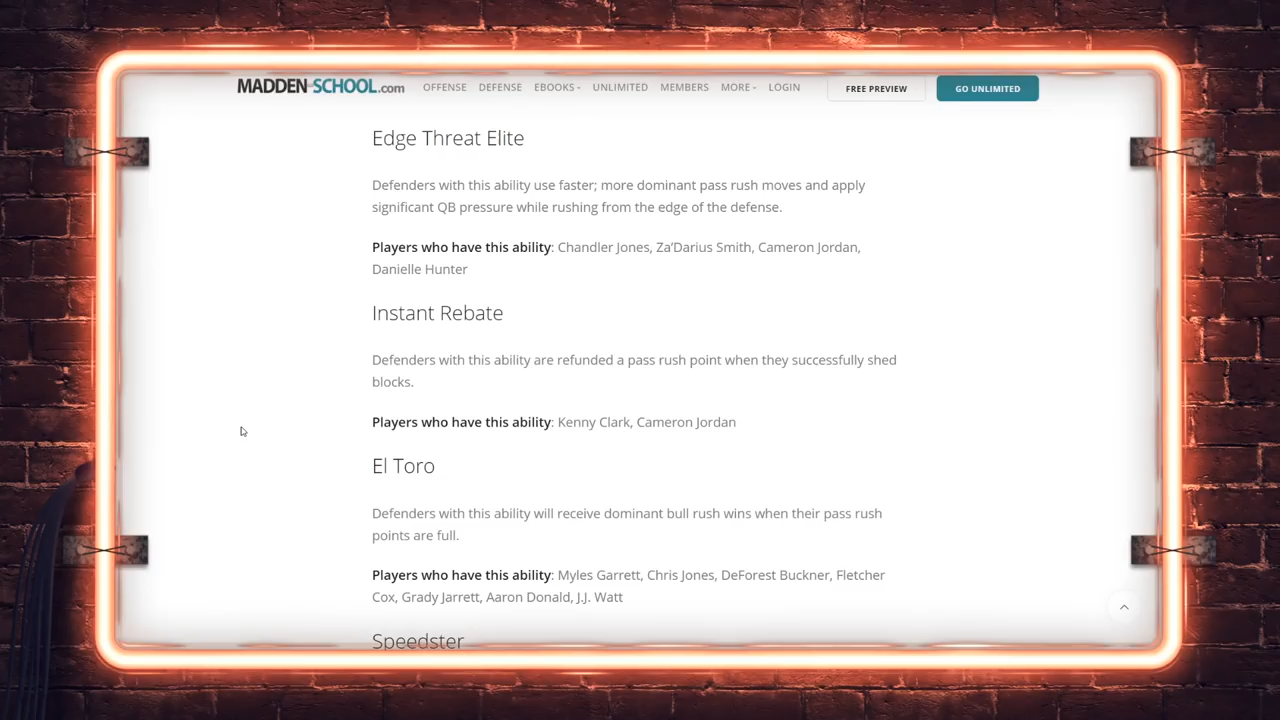 MADDEN-SCHOOL.com OFFENSE DEFENSE EBOOKS UNLIMITED MEMBERS MORE LOGIN FREE PREVIEW GO UNLIMITED
Edge Threat Elite
Defenders with this ability use faster; more dominant pass rush moves and apply
significant QB pressure while rushing from the edge of the defense.
Players who have this ability: Chandler Jones, Za’Darius Smith, Cameron Jordan,
Danielle Hunter
Instant Rebate
Defenders with this ability are refunded a pass rush point when they successfully shed
blocks.
Players who have this ability: Kenny Clark, Cameron Jordan
El Toro
Defenders with this ability will receive dominant bull rush wins when their pass rush
points are full.
Players who have this ability: Myles Garrett, Chris Jones, DeForest Buckner, Fletcher
Cox, Grady Jarrett, Aaron Donald, J.J. Watt
Speedster